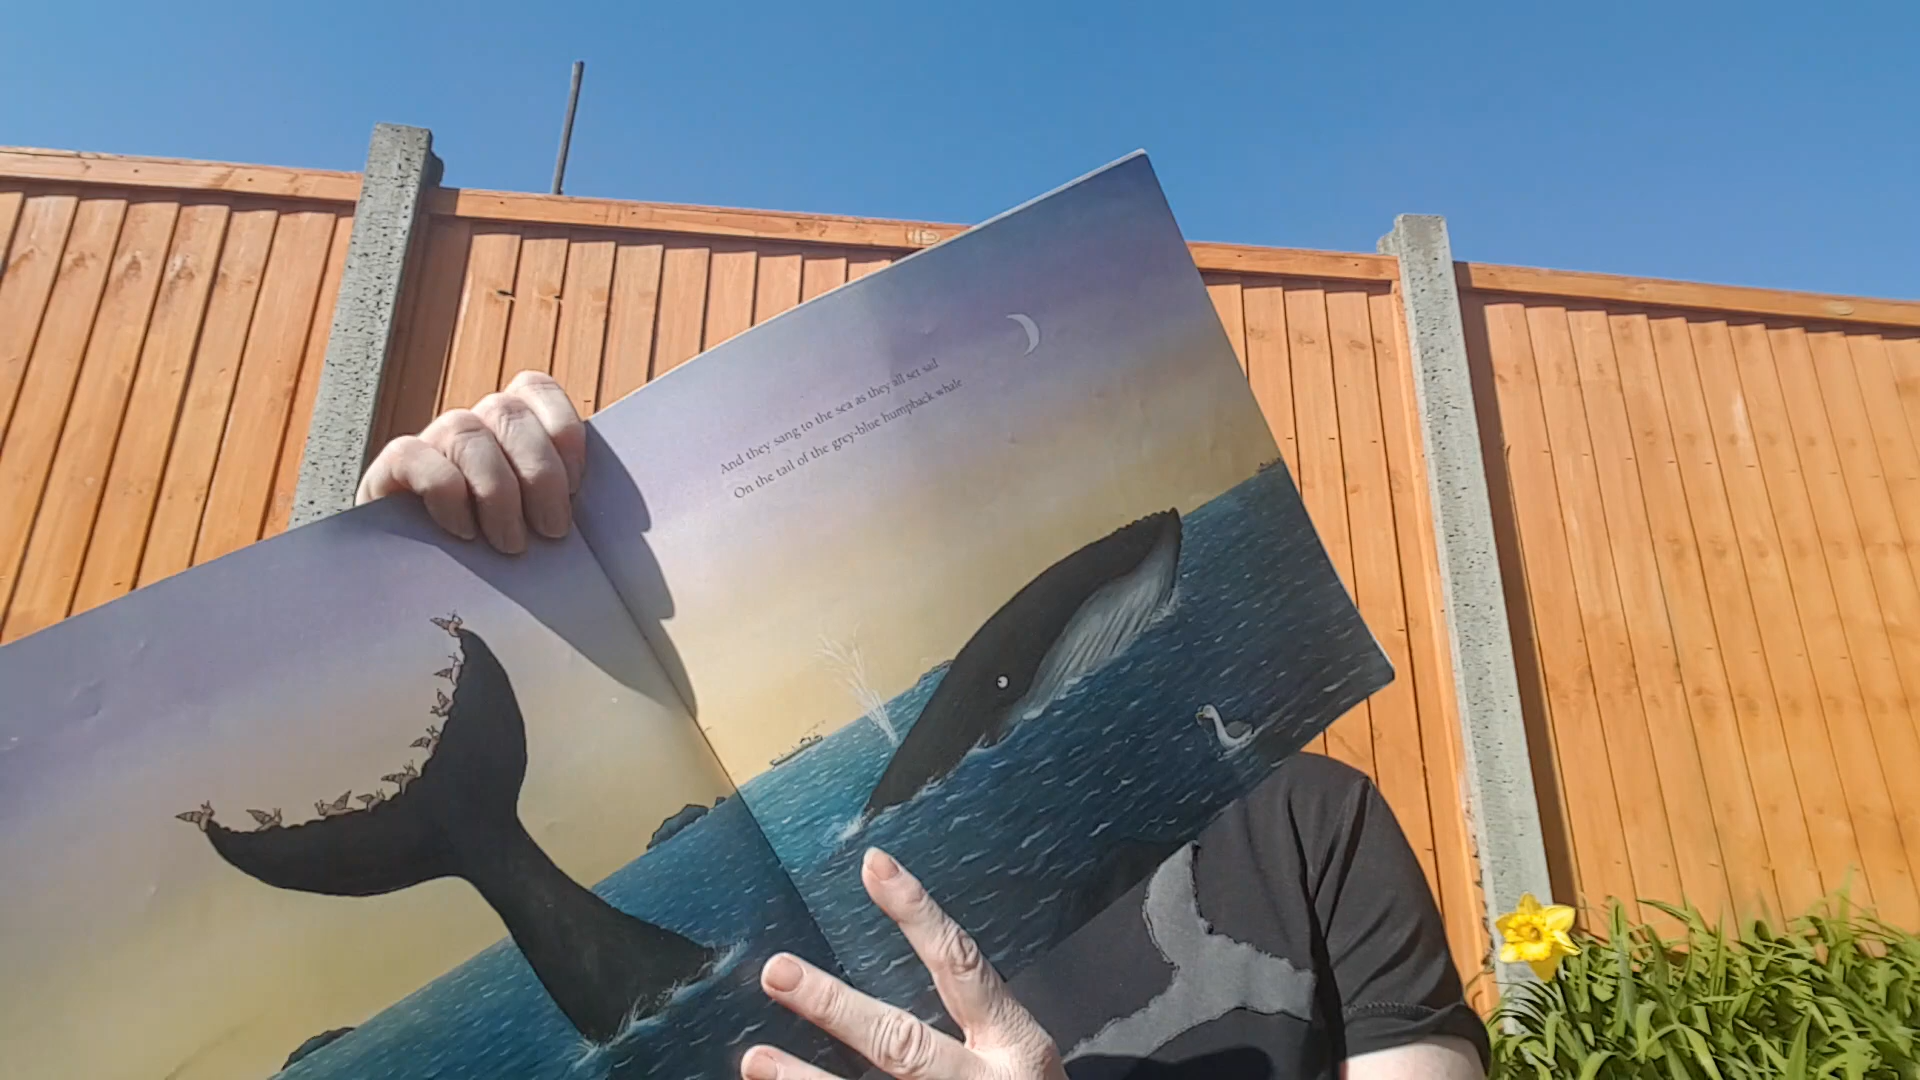 And they sang to the sea as they all set sail
On the tail of the grey-blue humpback whale